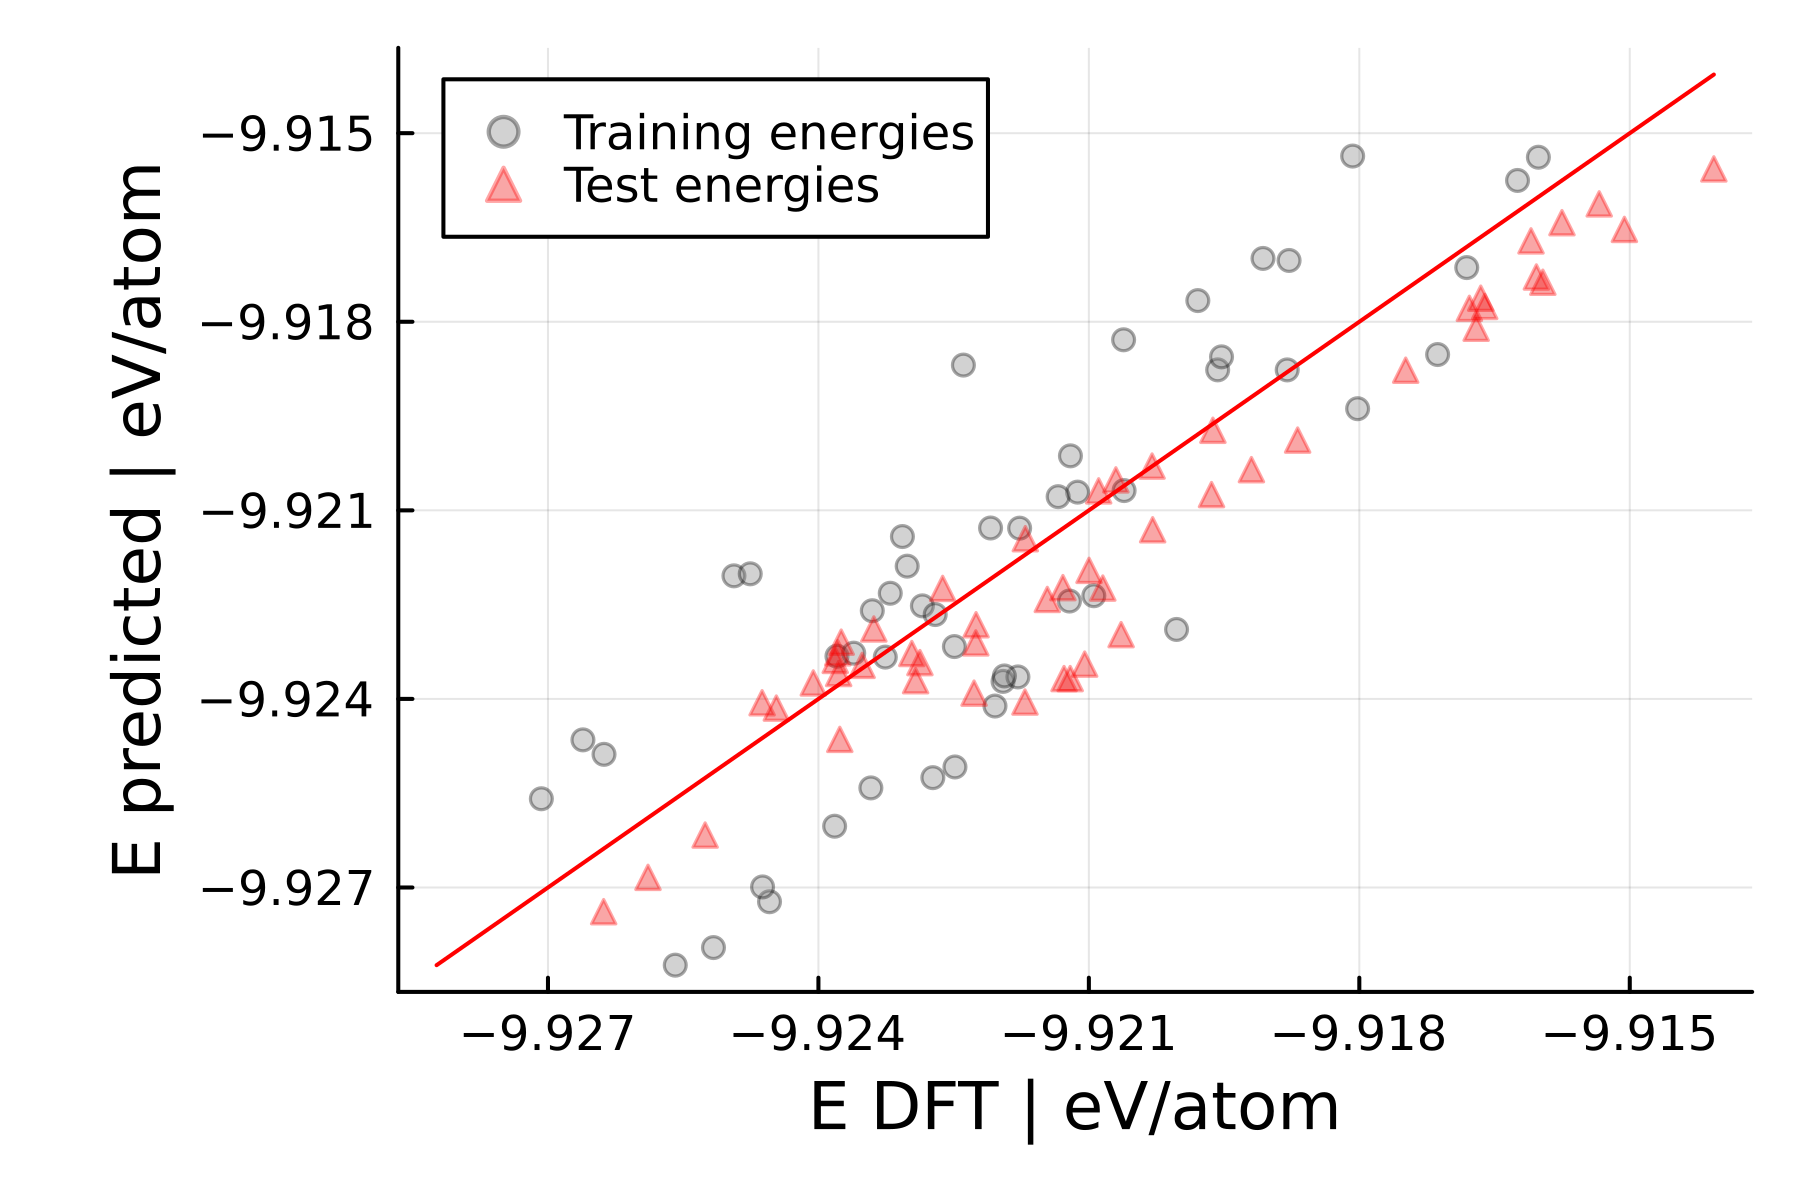 Training energies
Test energies
−9.915
−9.918
−9.921
−9.924
−9.927
E predicted | eV/atom
−9.927 −9.924 −9.921 −9.918 −9.915
E DFT | eV/atom